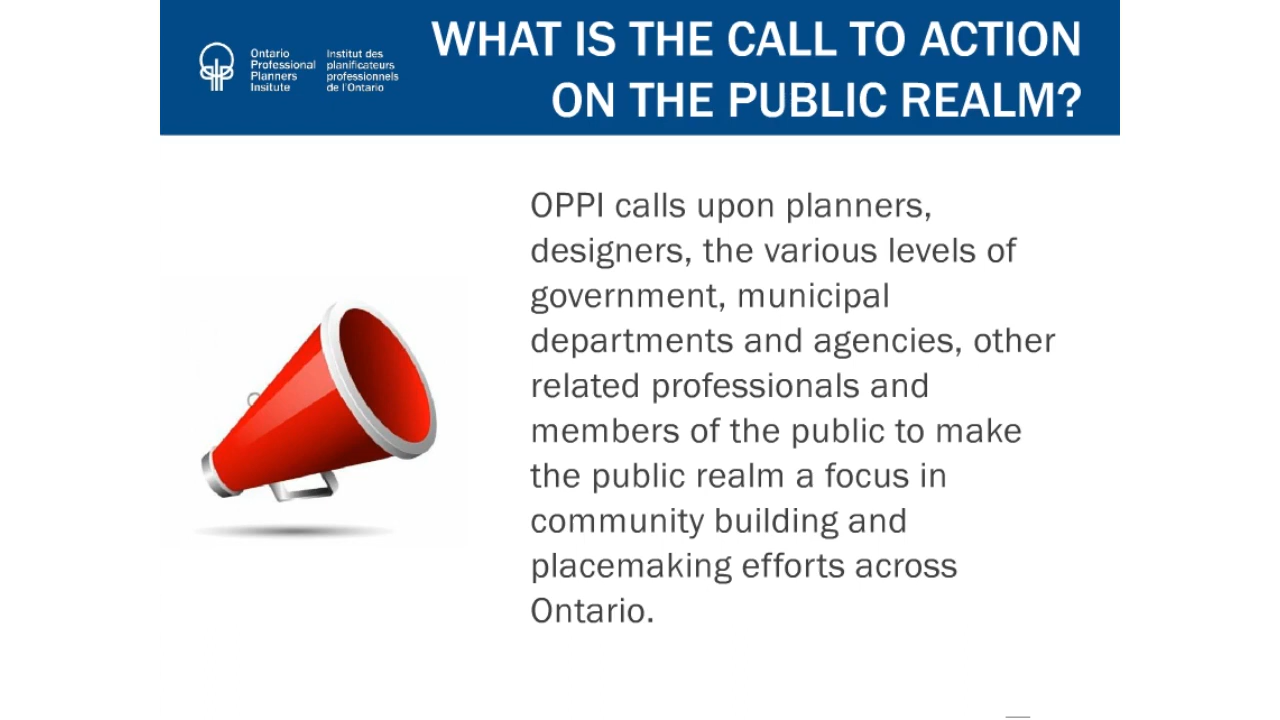 Ontario
Professional
Planners
Insitute
Institut des
planificateurs
professionnels
de l'Ontario
WHAT IS THE CALL TO ACTION
ON THE PUBLIC REALM?
OPPI calls upon planners,
designers, the various levels of
government, municipal
departments and agencies, other
related professionals and
members of the public to make
the public realm a focus in
community building and
placemaking efforts across
Ontario.